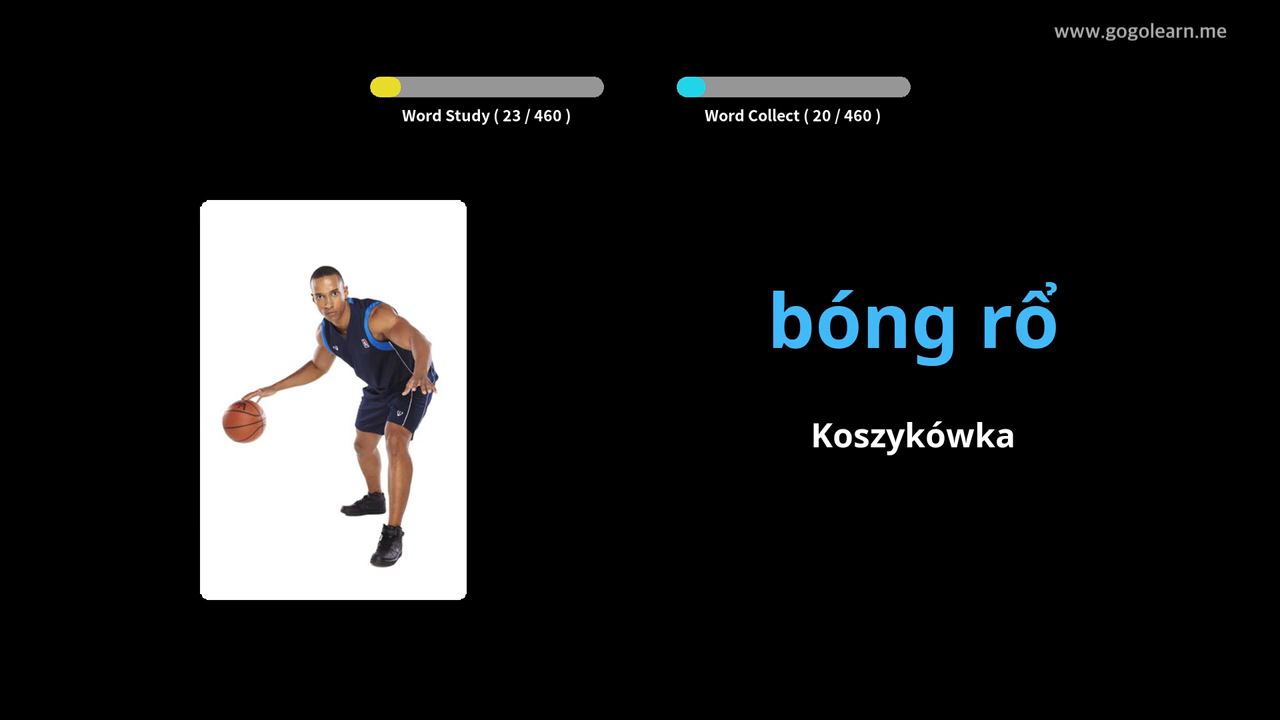 www.gogolearn.me
Word Study ( 23 / 460 )
Word Collect ( 20 / 460 )
bóng rổ
Koszykówka